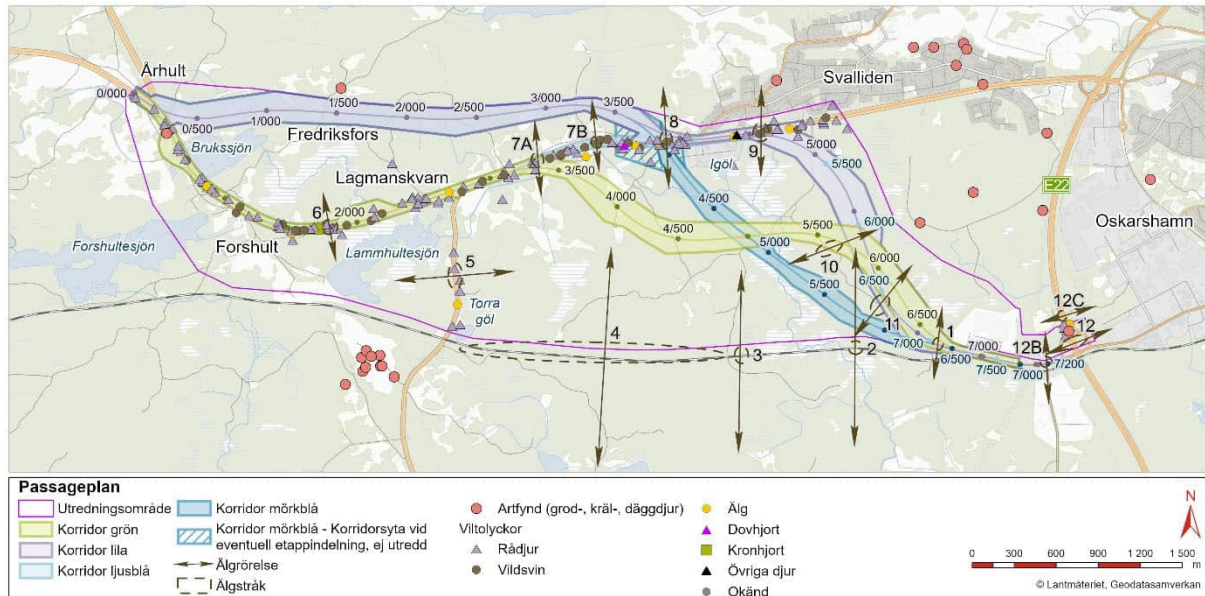 Århult
Svalliden
0/000
0/500
1/000
1/500
2/000
2/500
3/000
3/500
Fredriksfors
Brukssjön
7A
7B
8
9
5/000
5/500
Igöl
E22
Lagmanskvarn
3/500
6
2/000
4/000
4/500
6/000
Oskarshamn
Forshultesjön
Forshult
Lammhultesjön
4/500
5/500
5/000
10
6/000
6/500
5
Torra
göl
5/500
6/500
12C
12
4
3
11
2
7/000
1
7/000
6/500
12B
7/500
7/000
7/200
Passageplan
Utredningsområde
Korridor grön
Korridor lila
Korridor ljusblå
Korridor mörkblå
Korridor mörkblå - Korridorsyta vid
eventuell etappindelning, ej utredd
Älgrörelse
Älgstråk
Artfynd (grod-, kräl-, däggdjur)
Viltolyckor
Rådjur
Vildsvin
Älg
Dovhjort
Kronhjort
Övriga djur
Okänd
N
0 300 600 900 1 200 1 500
m
© Lantmäteriet, Geodatasamverkan